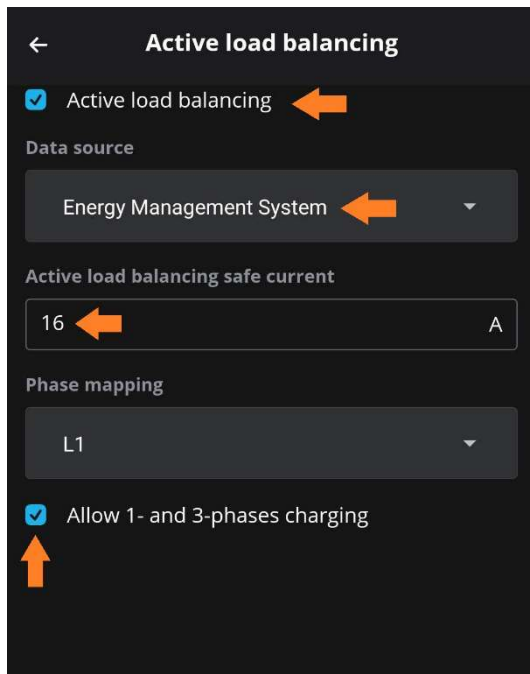 Active load balancing
Active load balancing
Data source
Energy Management System
Active load balancing safe current
16 A
Phase mapping
L1
Allow 1- and 3-phases charging